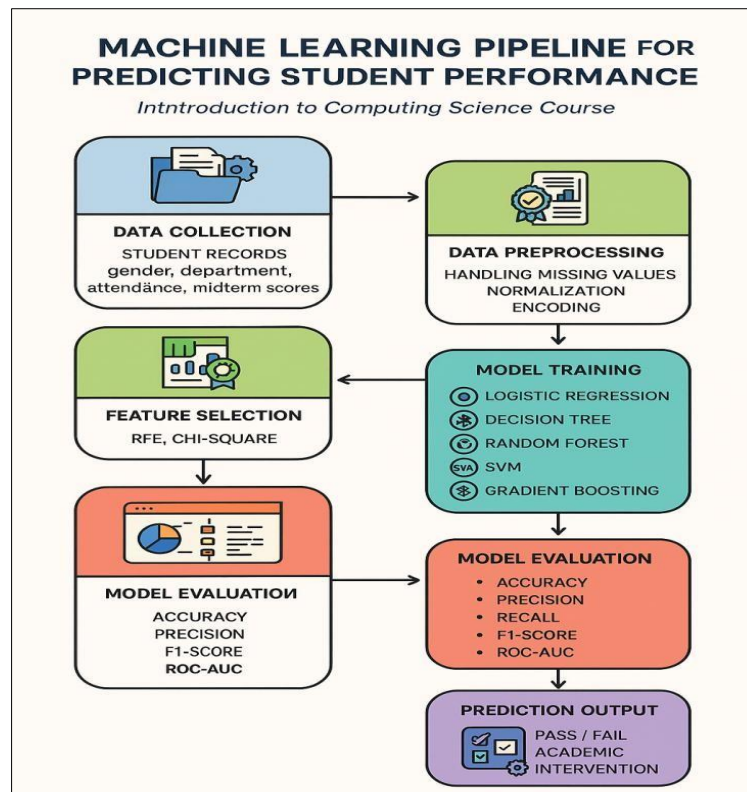 MACHINE LEARNING PIPELINE FOR
PREDICTING STUDENT PERFORMANCE
Intntroduction to Computing Science Course
DATA COLLECTION
STUDENT RECORDS
gender, department,
attendänce, midterm scores
DATA PREPROCESSING
HANDLING MISSING VALUES
NORMALIZATION
ENCODING
FEATURE SELECTION
RFE, CHI-SQUARE
MODEL TRAINING
LOGISTIC REGRESSION
DECISION TREE
RANDOM FOREST
SVA SVM
GRADIENT BOOSTING
MODEL EVALUATION
ACCURACY
PRECISION
F1-SCORE
ROC-AUC
MODEL EVALUATION
• ACCURACY
• PRECISION
• RECALL
• F1-SCORE
• ROC-AUC
PREDICTION OUTPUT
PASS / FAIL
ACADEMIC
INTERVENTION